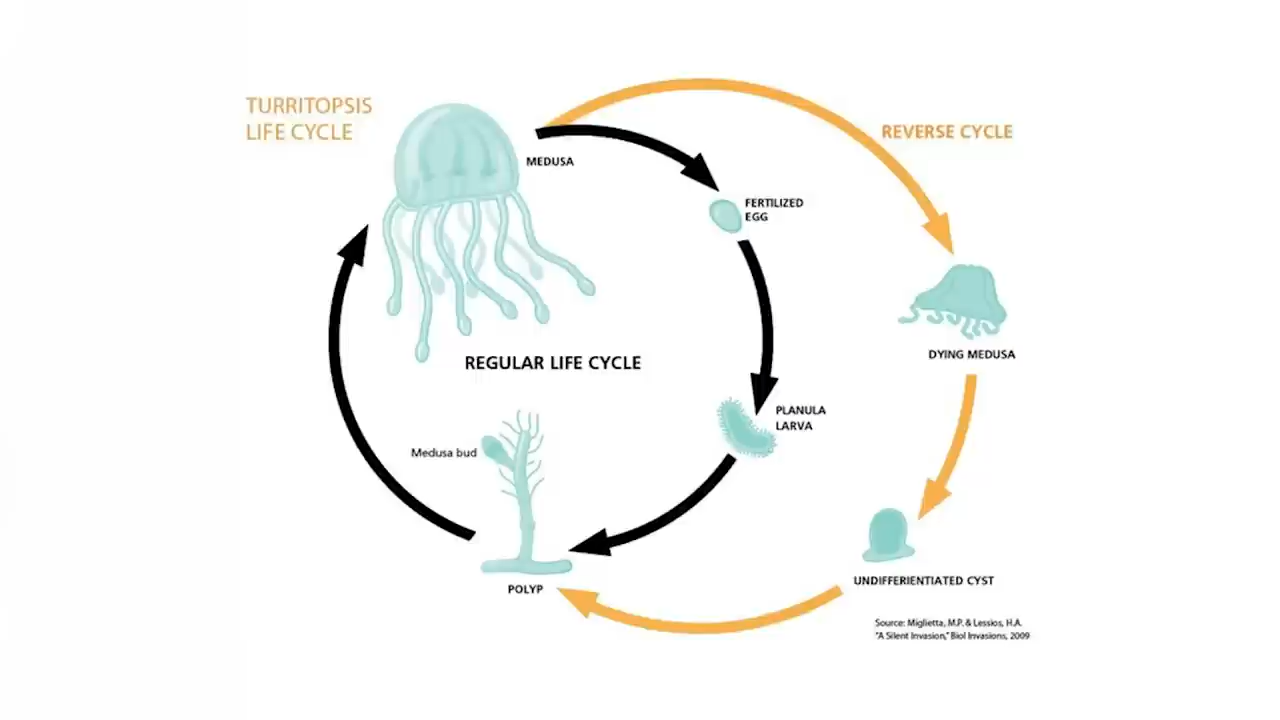 TURRITOPSIS
LIFE CYCLE
MEDUSA
REVERSE CYCLE
FERTILIZED
EGG
DYING MEDUSA
REGULAR LIFE CYCLE
PLANULA
LARVA
Medusa bud
UNDIFFERIENTIATED CYST
POLYP
Source: Miglietta, M.P. & Lessios, H.A.
"A Silent Invasion," Biol Invasions, 2009